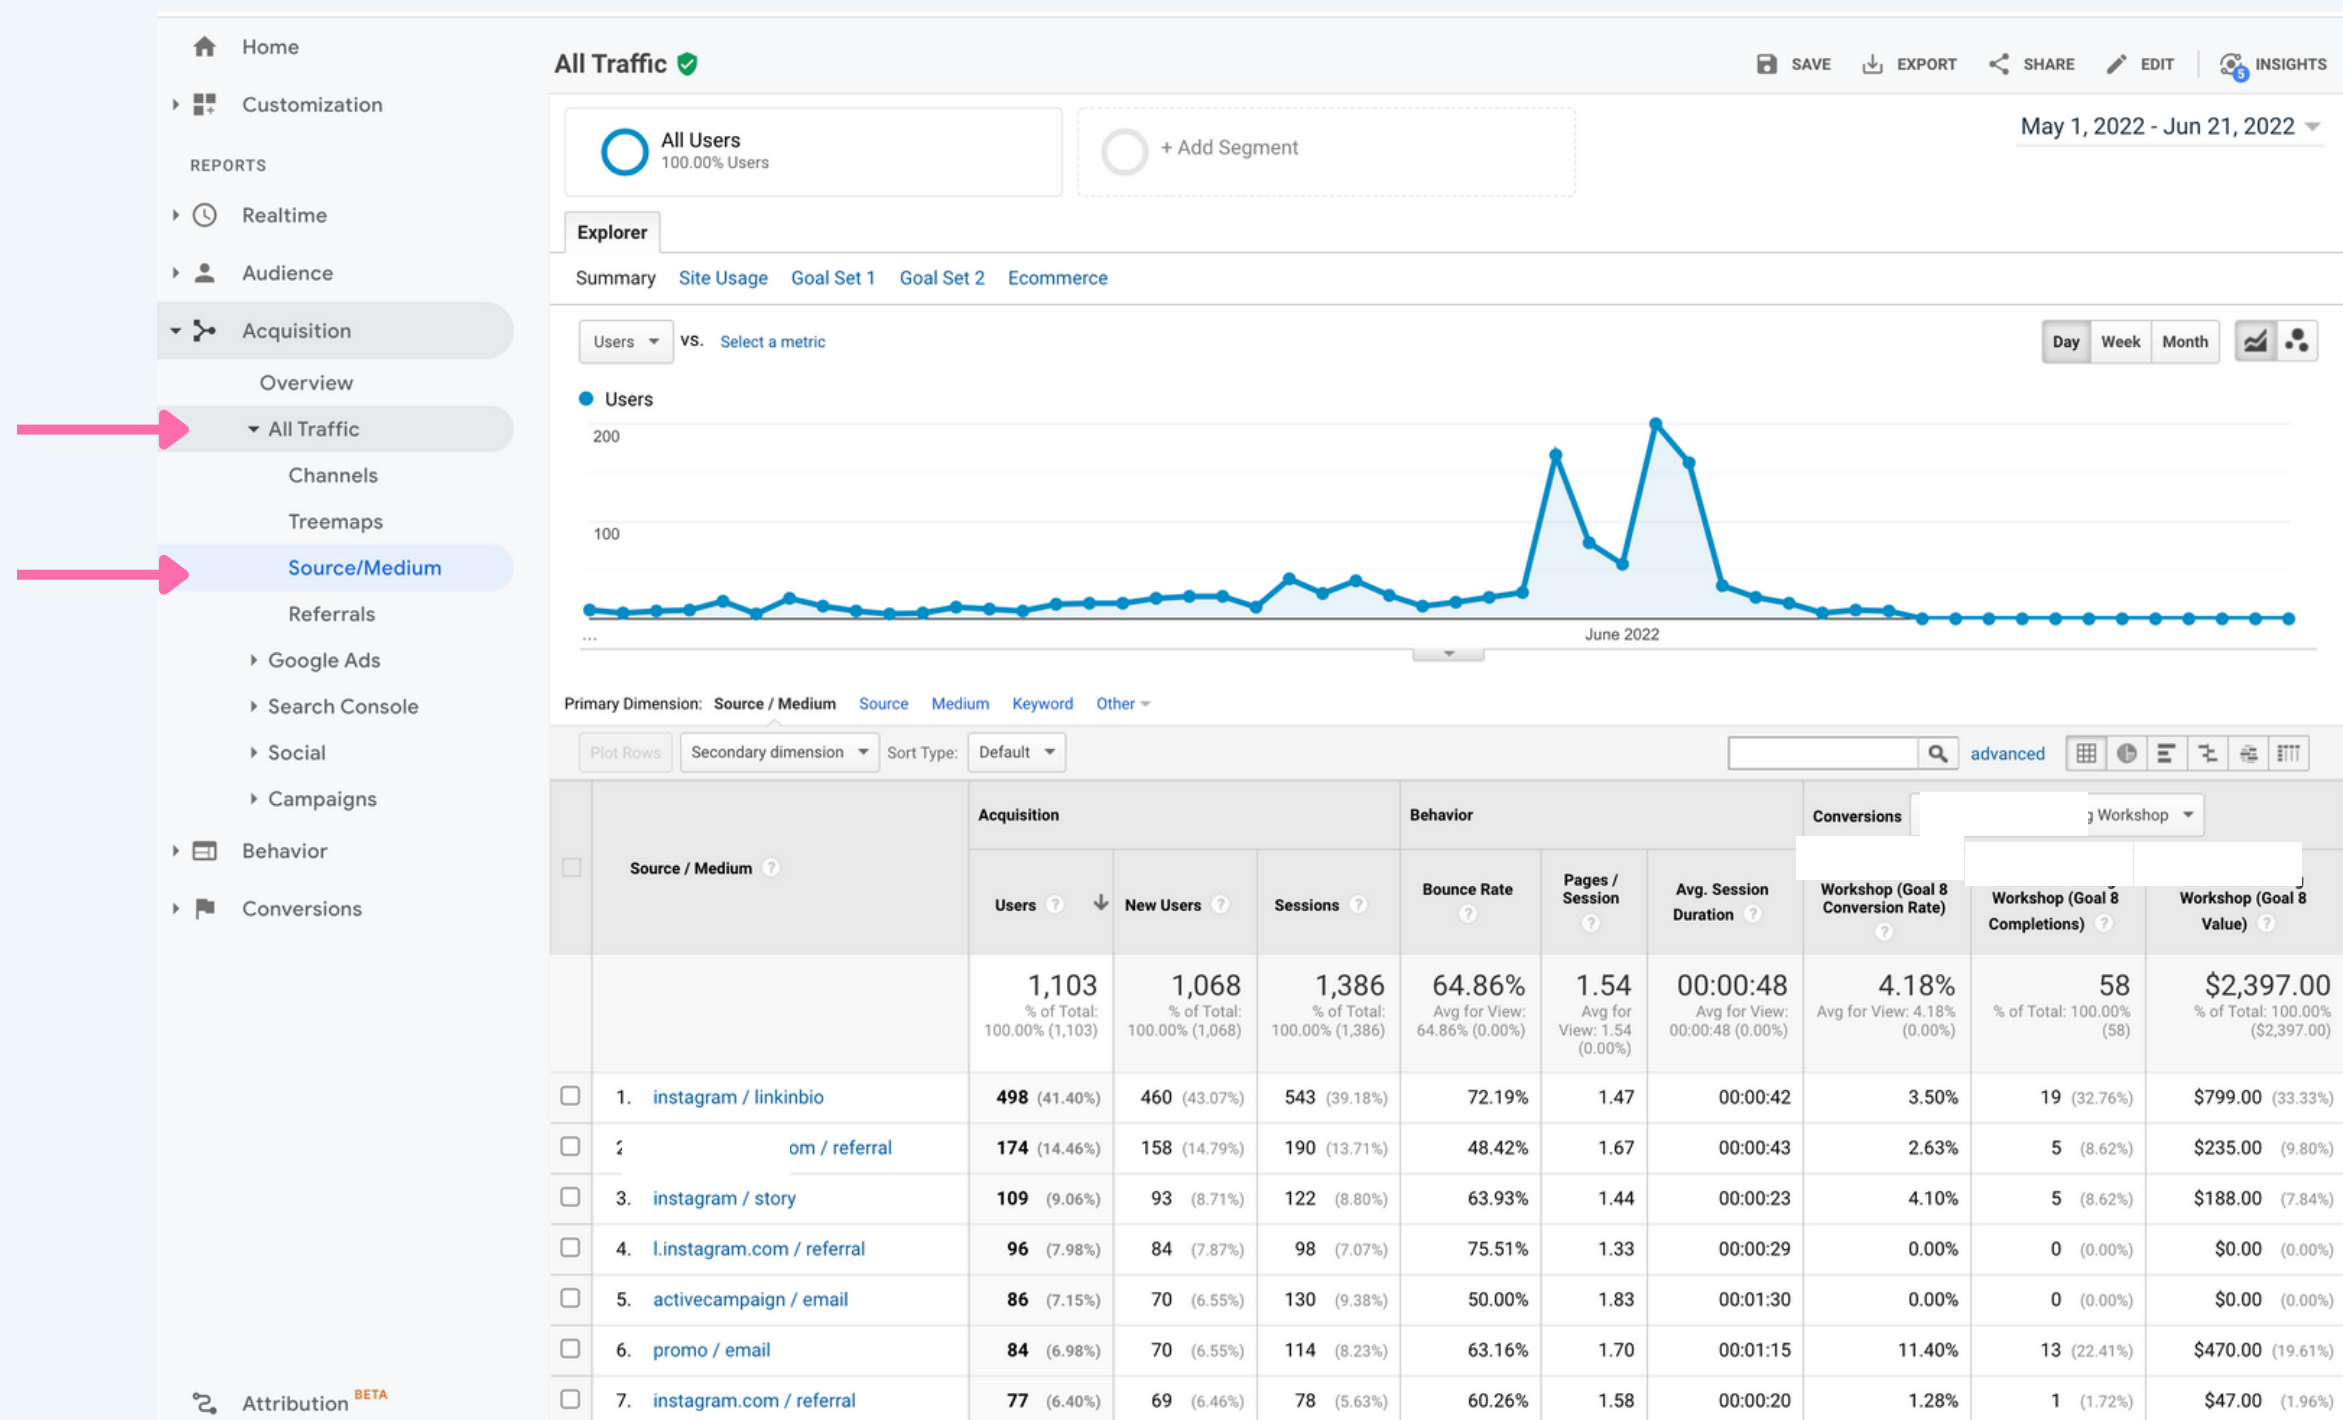 Home
Customization
REPORTS
Realtime
Audience
Acquisition
Overview
All Traffic
Channels
Treemaps
Source/Medium
Referrals
Google Ads
Search Console
Social
Campaigns
Behavior
Conversions
Attribution BETA
All Traffic
SAVE EXPORT SHARE EDIT 5 INSIGHTS
All Users
100.00% Users
+ Add Segment
May 1, 2022 - Jun 21, 2022
Explorer
Summary Site Usage Goal Set 1 Goal Set 2 Ecommerce
Users VS. Select a metric
Day Week Month
Users
200
100
...
June 2022
Primary Dimension: Source / Medium Source Medium Keyword Other
Plot Rows Secondary dimension Sort Type: Default advanced
Acquisition Behavior Conversions Workshop
Source / Medium ? Users ? New Users ? Sessions ? Bounce Rate ? Pages / Session ? Avg. Session Duration ? Workshop (Goal 8 Conversion Rate) ? Workshop (Goal 8 Completions) ? Workshop (Goal 8 Value) ?
1,103 1,068 1,386 64.86% 1.54 00:00:48 4.18% 58 $2,397.00
% of Total: 100.00% (1,103) % of Total: 100.00% (1,068) % of Total: 100.00% (1,386) Avg for View: 64.86% (0.00%) Avg for View: 1.54 (0.00%) Avg for View: 00:00:48 (0.00%) Avg for View: 4.18% (0.00%) % of Total: 100.00% (58) % of Total: 100.00% ($2,397.00)
1. instagram / linkinbio 498 (41.40%) 460 (43.07%) 543 (39.18%) 72.19% 1.47 00:00:42 3.50% 19 (32.76%) $799.00 (33.33%)
om / referral 174 (14.46%) 158 (14.79%) 190 (13.71%) 48.42% 1.67 00:00:43 2.63% 5 (8.62%) $235.00 (9.80%)
3. instagram / story 109 (9.06%) 93 (8.71%) 122 (8.80%) 63.93% 1.44 00:00:23 4.10% 5 (8.62%) $188.00 (7.84%)
4. l.instagram.com / referral 96 (7.98%) 84 (7.87%) 98 (7.07%) 75.51% 1.33 00:00:29 0.00% 0 (0.00%) $0.00 (0.00%)
5. activecampaign / email 86 (7.15%) 70 (6.55%) 130 (9.38%) 50.00% 1.83 00:01:30 0.00% 0 (0.00%) $0.00 (0.00%)
6. promo / email 84 (6.98%) 70 (6.55%) 114 (8.23%) 63.16% 1.70 00:01:15 11.40% 13 (22.41%) $470.00 (19.61%)
7. instagram.com / referral 77 (6.40%) 69 (6.46%) 78 (5.63%) 60.26% 1.58 00:00:20 1.28% 1 (1.72%) $47.00 (1.96%)